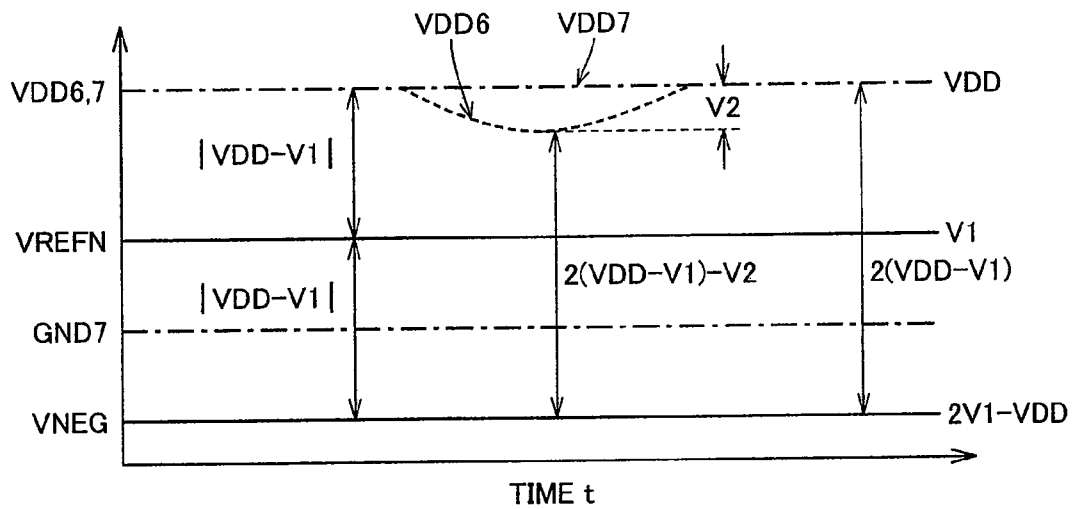 VDD6 VDD7
VDD6,7 VDD
V2
|VDD-V1|
VREFN V1
|VDD-V1| 2(VDD-V1)-V2 2(VDD-V1)
GND7
VNEG 2V1-VDD
TIME t